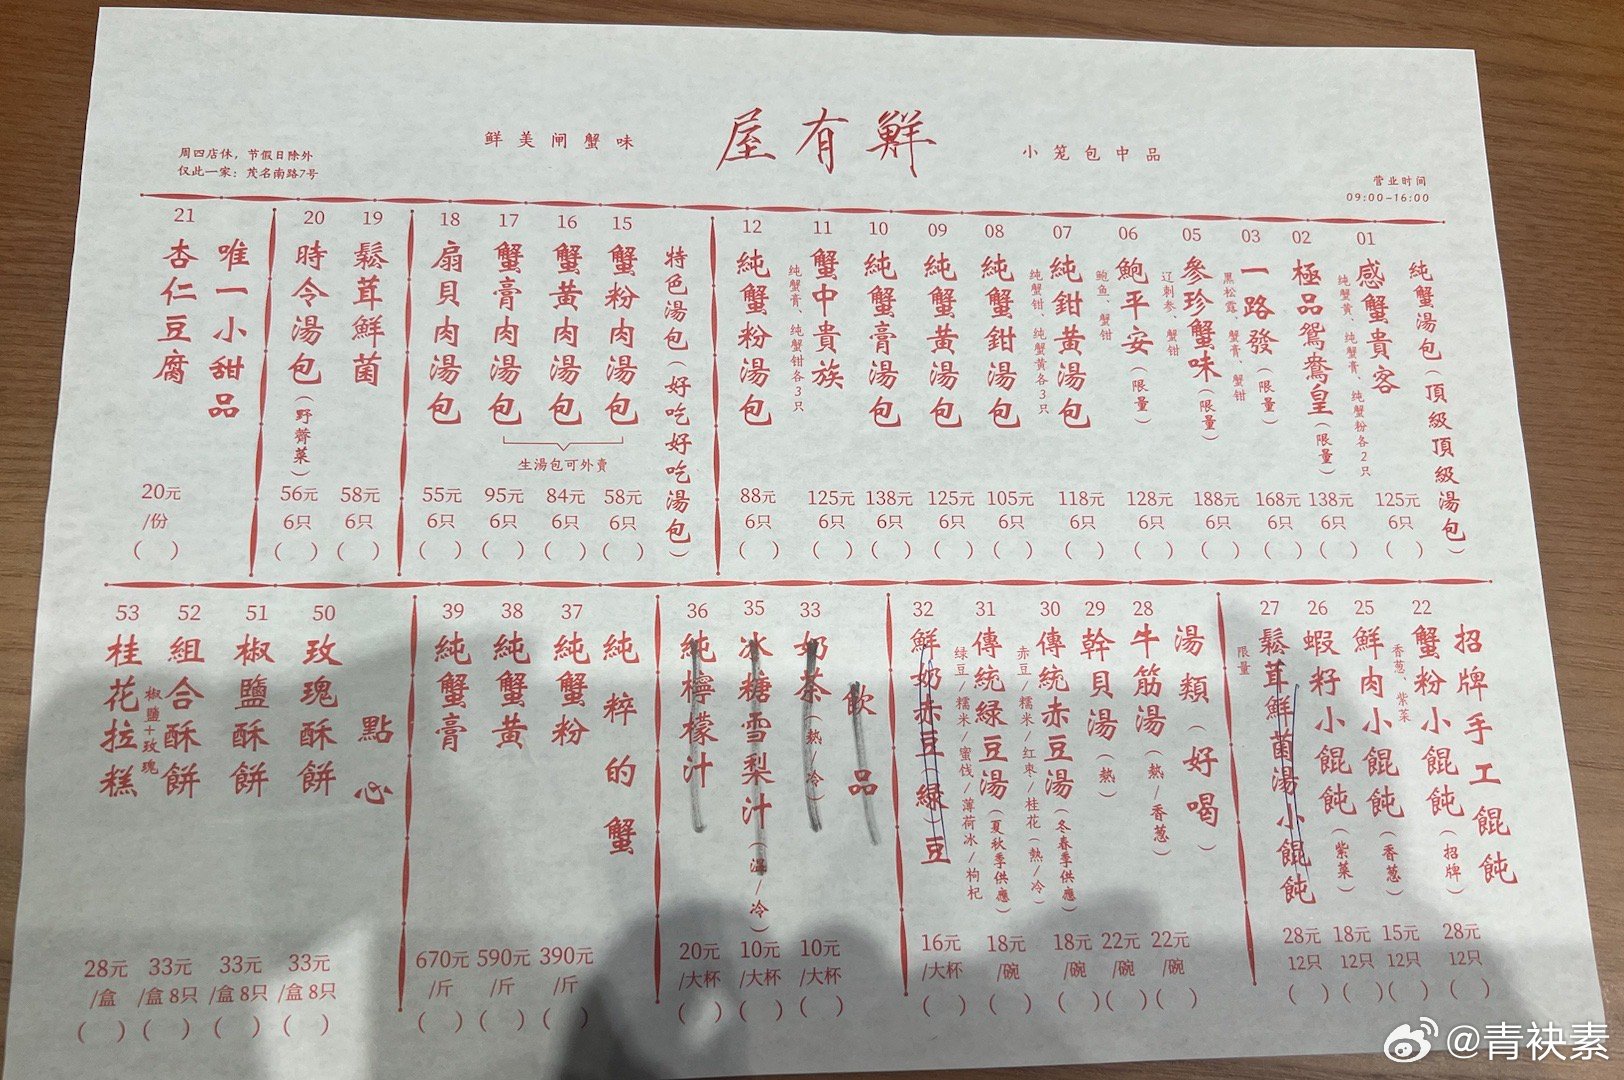 鮮有屋
鲜美闸蟹味
小笼包中品
周四店休，节假日除外
仅此一家：茂名南路7号
营业时间
09:00-16:00
純蟹湯包（頂級頂級湯包）
01
感蟹貴客
纯蟹黄、纯蟹膏、纯蟹粉各2只
125元
6只
（ ）
02
極品鴛鴦皇（限量）
138元
6只
（ ）
03
一路發（限量）
黑松露、蟹膏、蟹钳
168元
6只
（ ）
05
參珍蟹味（限量）
辽刺参、蟹钳
188元
6只
（ ）
06
鮑平安（限量）
鲍鱼、蟹钳
128元
6只
（ ）
07
純鉗黄湯包
纯蟹钳、纯蟹黄各3只
118元
6只
（ ）
08
純蟹鉗湯包
105元
6只
（ ）
09
純蟹黄湯包
125元
6只
（ ）
10
純蟹膏湯包
138元
6只
（ ）
11
蟹中貴族
纯蟹膏、纯蟹钳各3只
125元
6只
（ ）
12
純蟹粉湯包
88元
6只
（ ）
特色湯包（好吃好吃湯包）
15
蟹粉肉湯包
58元
6只
（ ）
16
蟹黄肉湯包
84元
6只
（ ）
17
蟹膏肉湯包
95元
6只
（ ）
生湯包可外賣
18
扇貝肉湯包
55元
6只
（ ）
19
鬆茸鮮菌
58元
6只
（ ）
20
時令湯包（野薺菜）
56元
6只
（ ）
唯一小甜品
21
杏仁豆腐
20元
/份
（ ）
招牌手工餛飩
22
蟹粉小餛飩（招牌）
香葱、紫菜
28元
12只
（ ）
25
鮮肉小餛飩（香葱）
15元
12只
（ ）
26
蝦籽小餛飩（紫菜）
18元
12只
（ ）
27
鬆茸鮮菌湯小餛飩
限量
28元
12只
（ ）
湯類（好喝）
28
牛筋湯（熱/香葱）
22元
/碗
（ ）
29
幹貝湯（熱）
22元
/碗
（ ）
30
傳統赤豆湯（冬春季供應）
赤豆/糯米/红枣/桂花（熱/冷）
18元
/碗
（ ）
31
傳統緑豆湯（夏秋季供應）
绿豆/糯米/蜜饯/薄荷冰/枸杞
18元
/碗
（ ）
32
鮮奶赤豆（緑）豆
16元
/大杯
（ ）
飲品
33
奶茶（熱/冷）
10元
/大杯
（ ）
35
冰糖雪梨汁（温/冷）
10元
/大杯
（ ）
36
純檸檬汁
20元
/大杯
（ ）
純粹的蟹
37
純蟹粉
390元
/斤
（ ）
38
純蟹黄
590元
/斤
（ ）
39
純蟹膏
670元
/斤
（ ）
點心
50
玫瑰酥餅
33元
/盒 8只
（ ）
51
椒鹽酥餅
33元
/盒 8只
（ ）
52
組合酥餅
椒鹽+玫瑰
33元
/盒 8只
（ ）
53
桂花拉糕
28元
/盒
（ ）
@青袂素